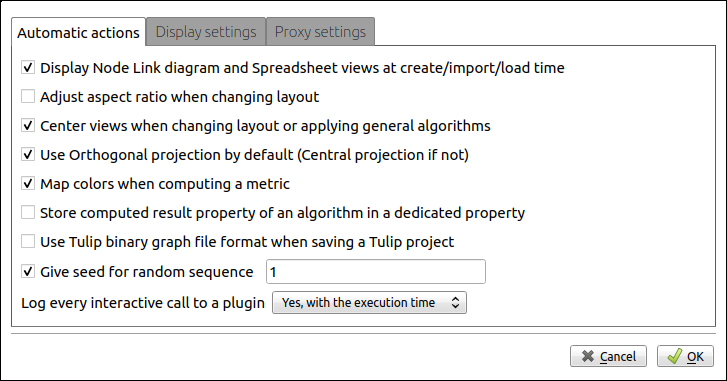 Automatic actions Display settings Proxy settings
Display Node Link diagram and Spreadsheet views at create/import/load time
Adjust aspect ratio when changing layout
Center views when changing layout or applying general algorithms
Use Orthogonal projection by default (Central projection if not)
Map colors when computing a metric
Store computed result property of an algorithm in a dedicated property
Use Tulip binary graph file format when saving a Tulip project
Give seed for random sequence 1
Log every interactive call to a plugin Yes, with the execution time
Cancel OK